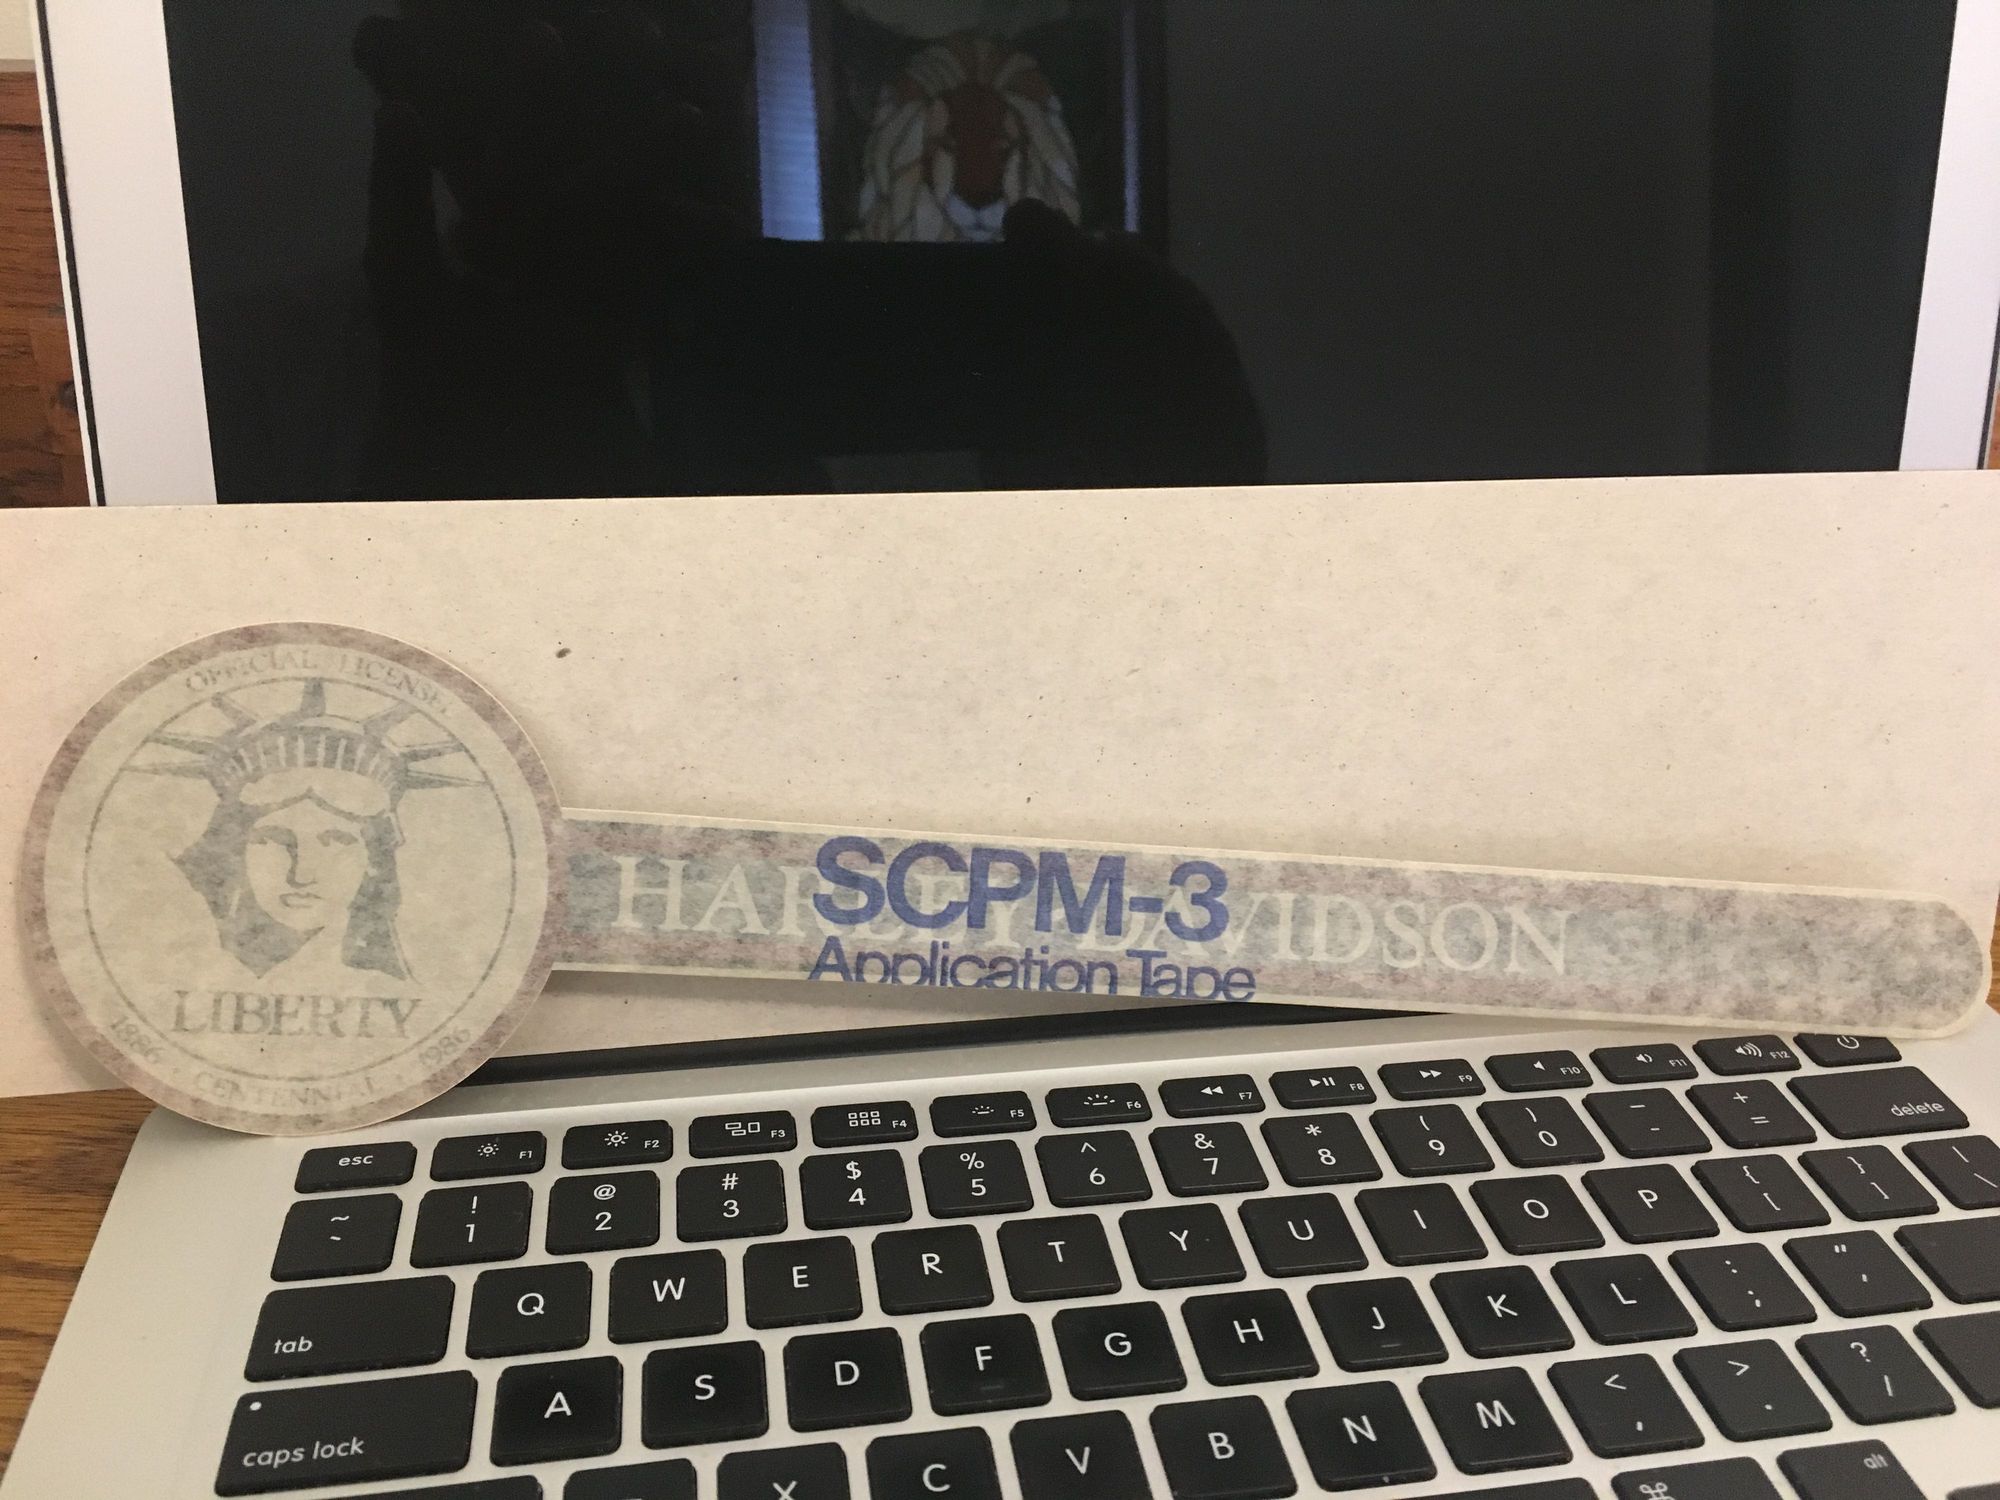 OFFICIAL LICENSEE
LIBERTY
1886 · CENTENNIAL · 1986
HARLEY-DAVIDSON
SCPM-3
Application Tape
esc F1 F2 F3 F4 F5 F6 F7 F8 F9 F10 F11 F12
~ ! @ # $ % ^ & * ( ) _ + delete
` 1 2 3 4 5 6 7 8 9 0 - =
tab Q W E R T Y U I O P { [ } ] | \
caps lock A S D F G H J K L : ; " '
X C V B N M < , > . ? /
⌘ alt